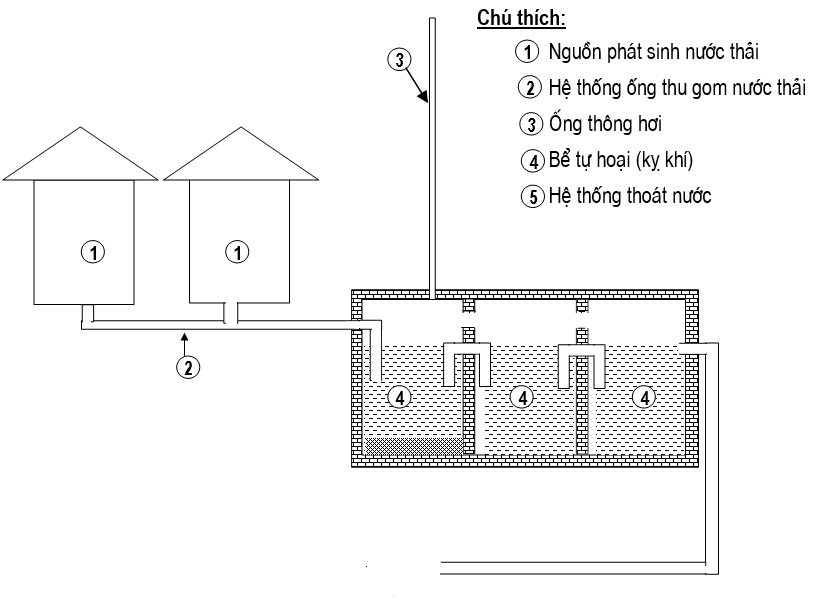 Chú thích:
1 Nguồn phát sinh nước thải
2 Hệ thống ống thu gom nước thải
3 Ống thông hơi
4 Bể tự hoại (kỵ khí)
5 Hệ thống thoát nước
3
1 1
2
4 4 4